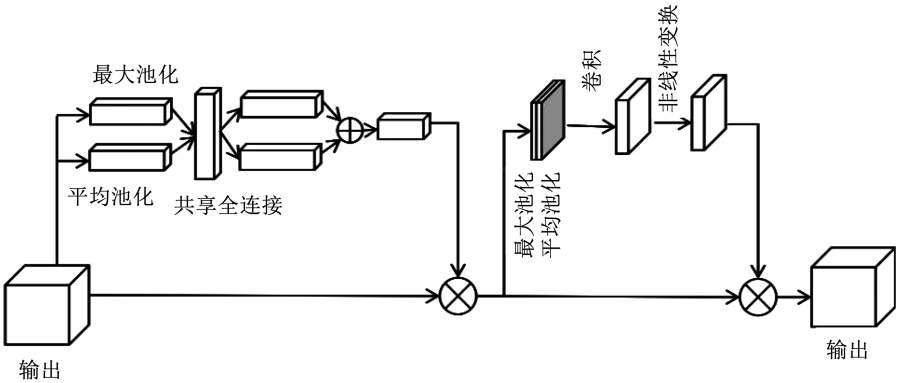 最大池化
平均池化
共享全连接
输出
最大池化
平均池化
卷积
非线性变换
输出